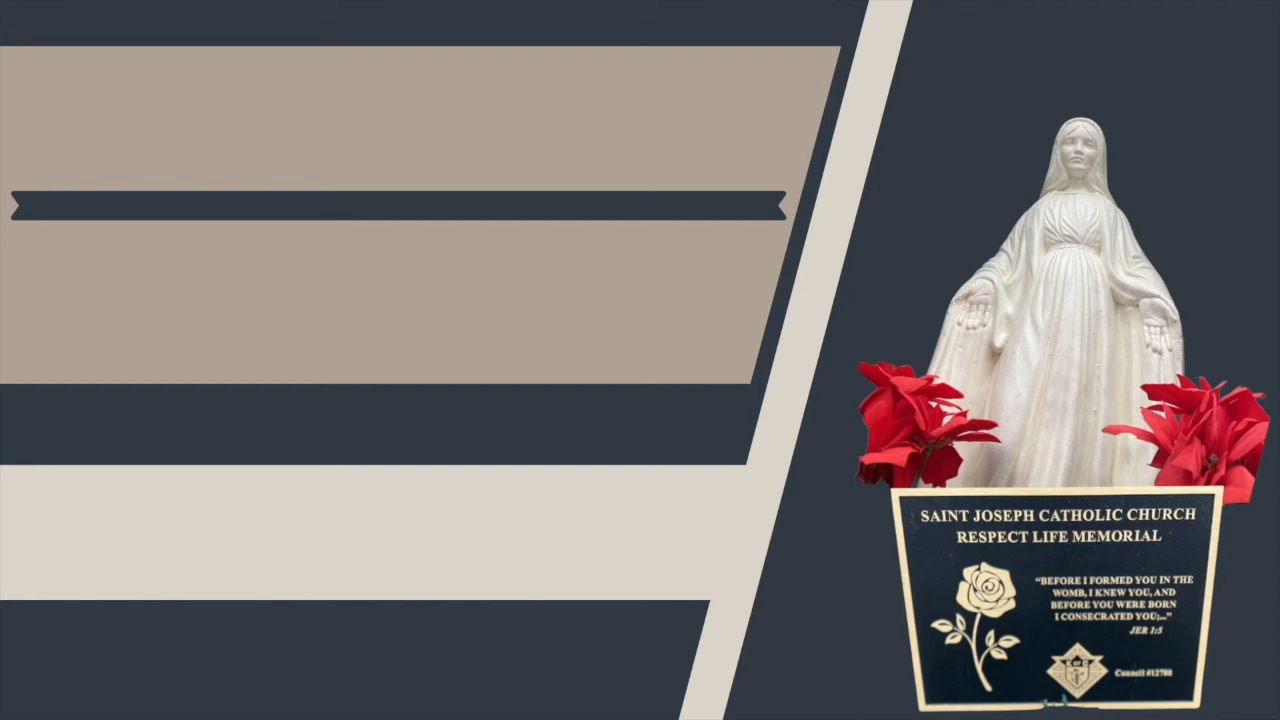 SAINT JOSEPH CATHOLIC CHURCH
RESPECT LIFE MEMORIAL
“BEFORE I FORMED YOU IN THE
WOMB, I KNEW YOU, AND
BEFORE YOU WERE BORN
I CONSECRATED YOU;...”
JER 1:5
K OF C
Council #12788